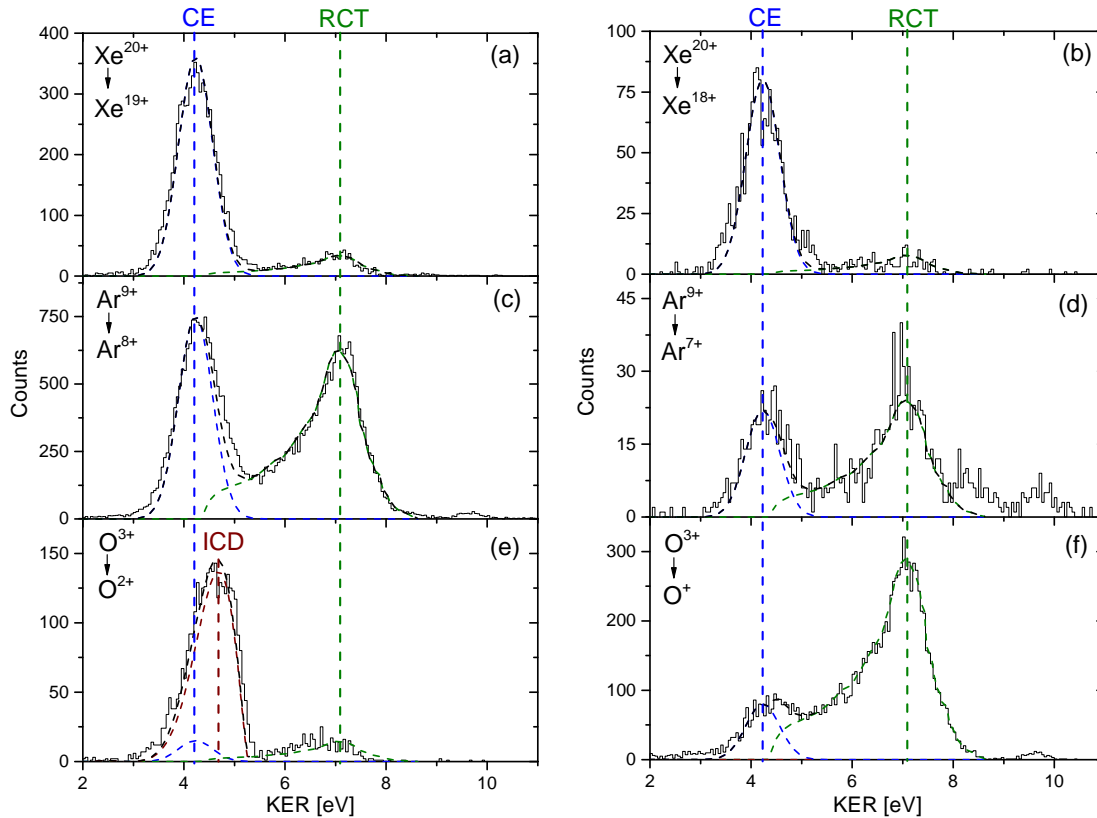 CE RCT
CE RCT
400
300
200
100
0
Xe20+
Xe19+
(a)
100
75
50
25
0
Xe20+
Xe18+
(b)
750
500
250
0
Counts
Ar9+
Ar8+
(c)
45
30
15
0
Counts
Ar9+
Ar7+
(d)
150
100
50
0
O3+
O2+
ICD
(e)
2 4 6 8 10
KER [eV]
300
200
100
0
O3+
O+
(f)
2 4 6 8 10
KER [eV]